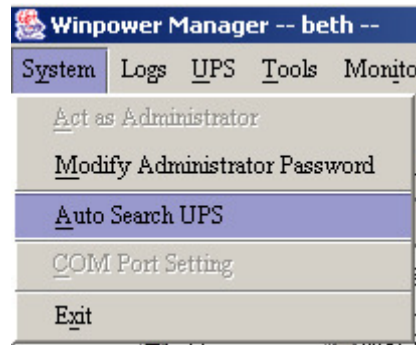 Winpower Manager -- beth --
System Logs UPS Tools Monito
Act as Administrator
Modify Administrator Password
Auto Search UPS
COM Port Setting
Exit